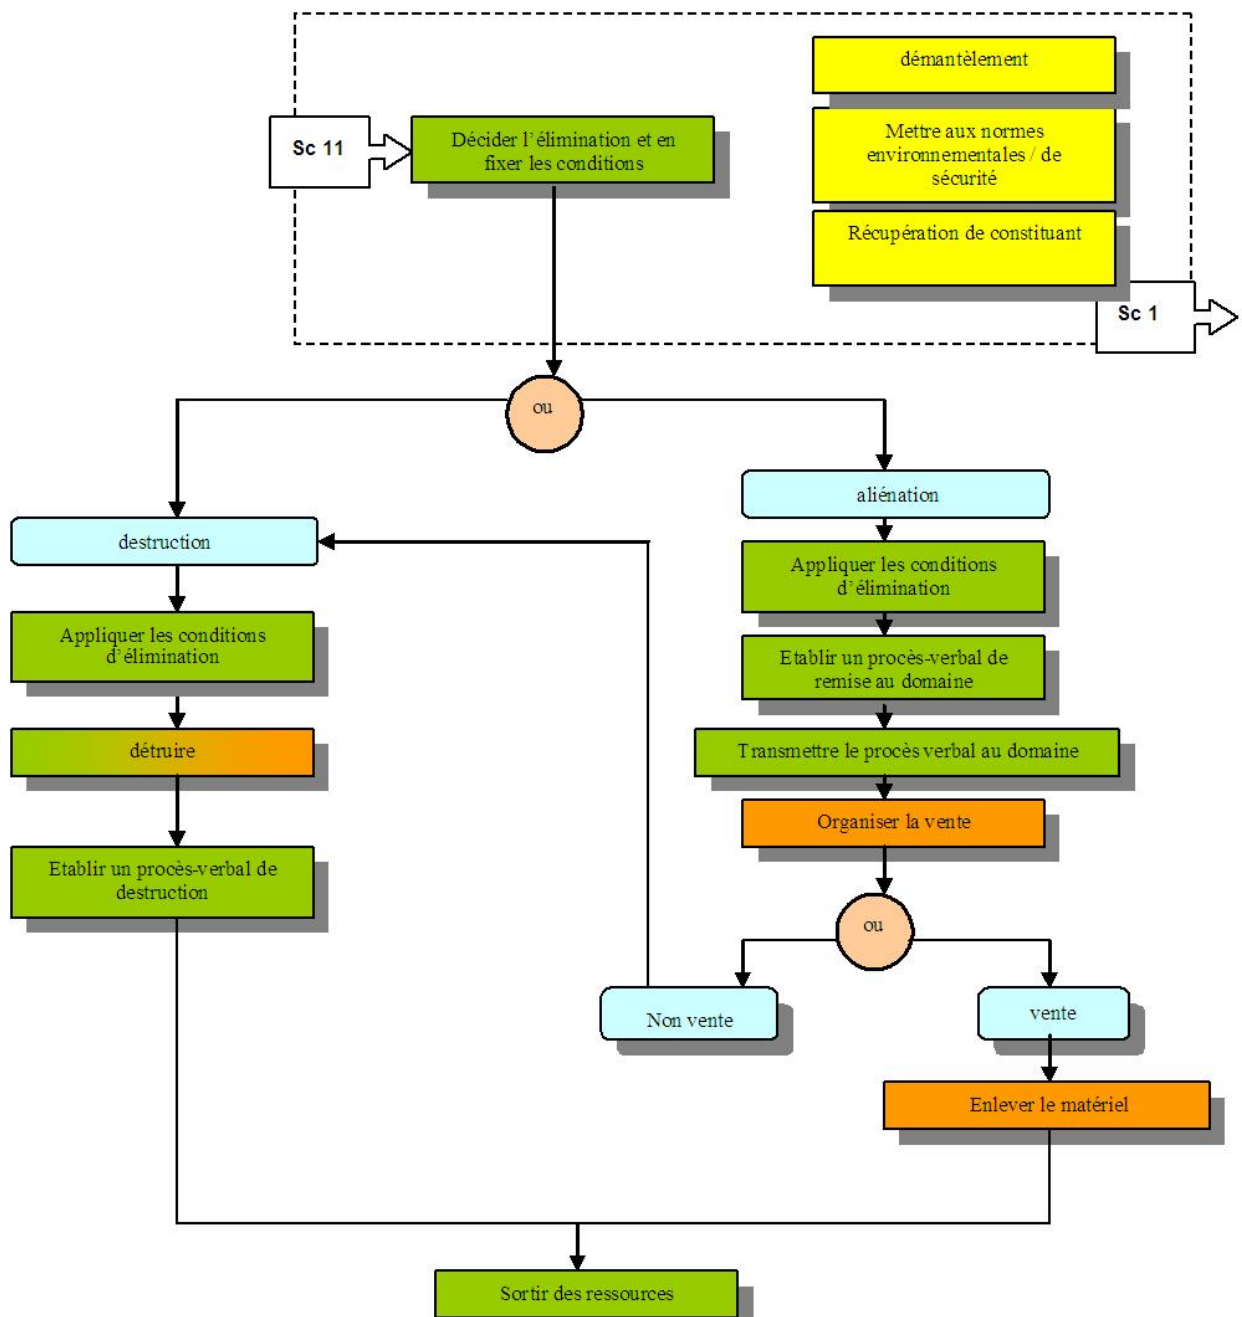 démantèlement
Sc 11
Décider l’élimination et en
fixer les conditions
Mettre aux normes
environnementales / de
sécurité
Récupération de constituant
Sc 1
ou
aliénation
destruction
Appliquer les conditions
d’élimination
Appliquer les conditions
d’élimination
Etablir un procès-verbal de
remise au domaine
détruire
Transmettre le procès verbal au domaine
Organiser la vente
Etablir un procès-verbal de
destruction
ou
Non vente
vente
Enlever le matériel
Sortir des ressources